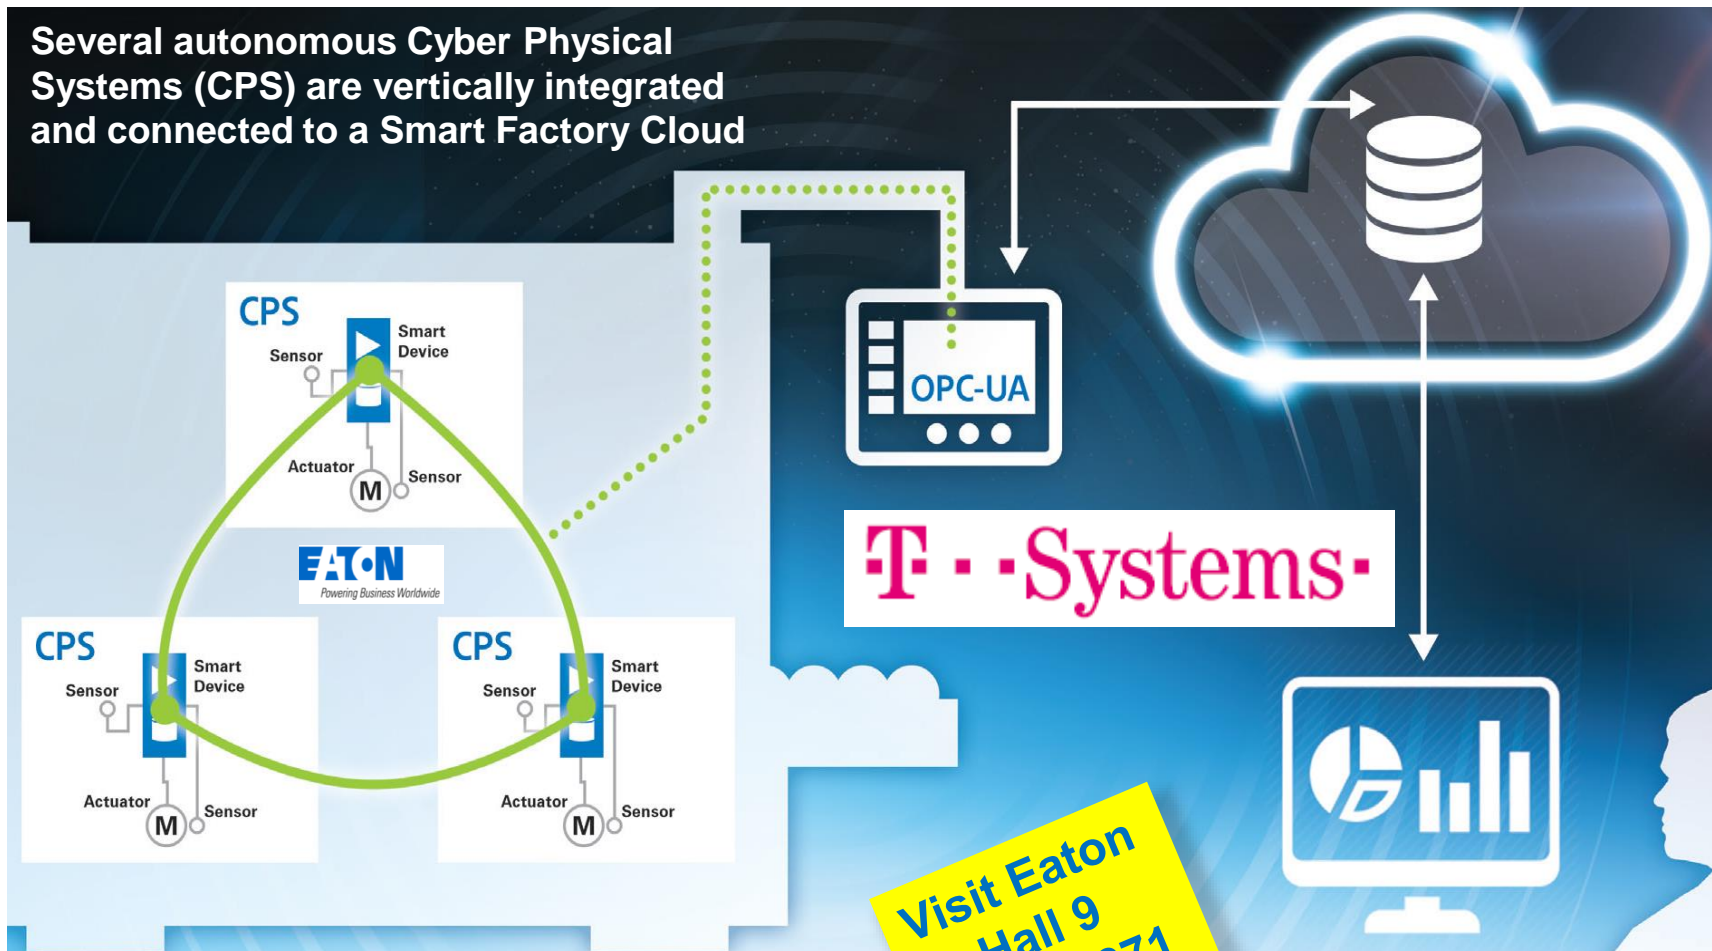 Several autonomous Cyber Physical
Systems (CPS) are vertically integrated
and connected to a Smart Factory Cloud
CPS
Smart
Device
Sensor
Actuator
M
Sensor
OPC-UA
EATON
Powering Business Worldwide
T · · Systems ·
CPS
Smart
Device
Sensor
Actuator
M
Sensor
CPS
Smart
Device
Sensor
Actuator
M
Sensor
Visit Eaton
Hall 9